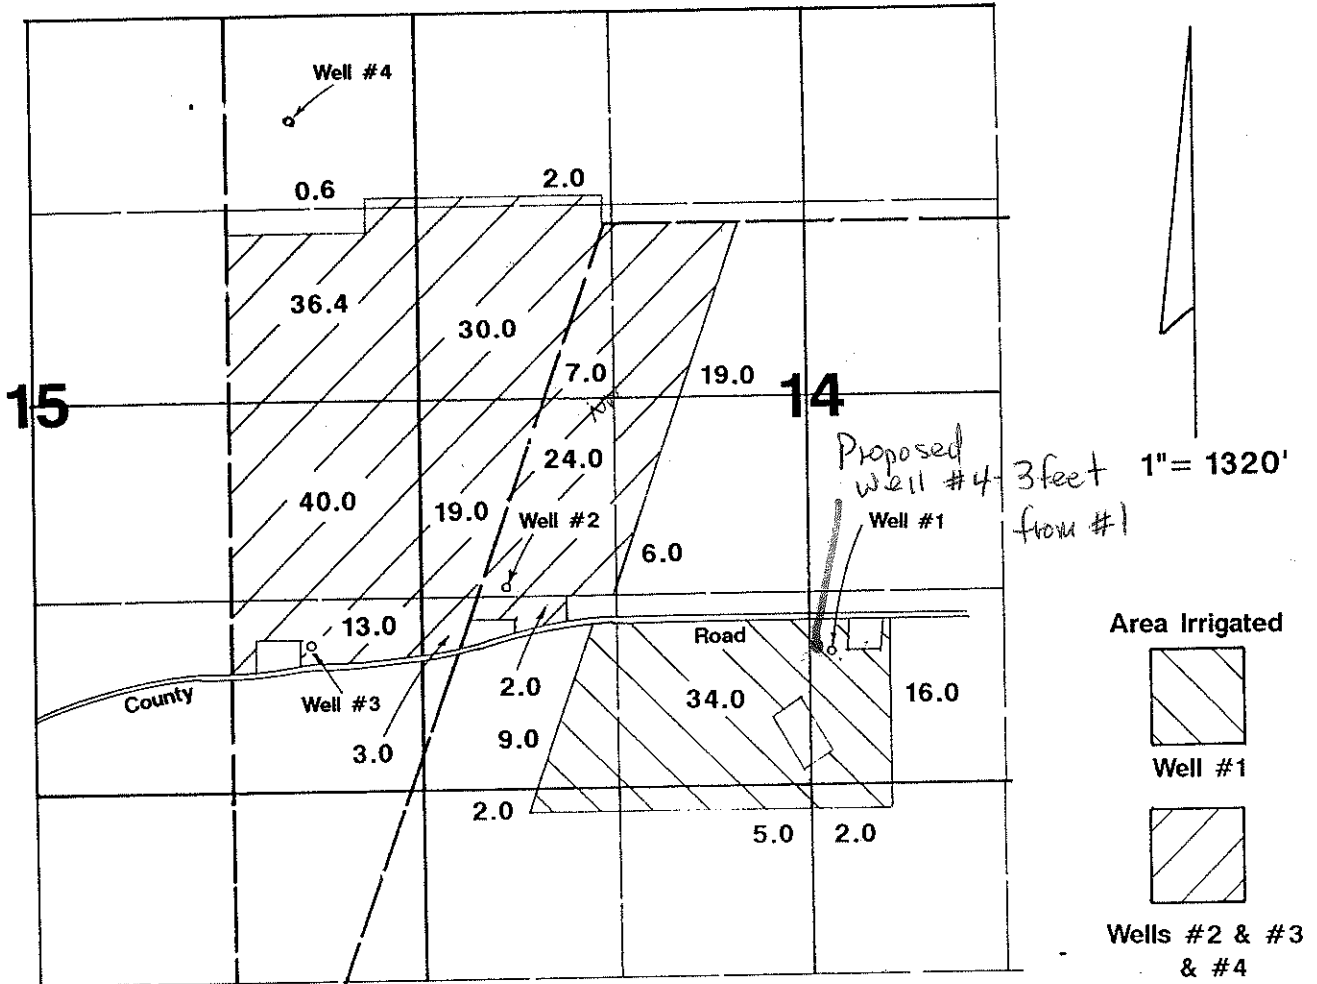 Well #4
0.6
2.0
36.4
30.0
7.0
19.0
15
14
24.0
Proposed
Well #4-3feet
from #1
1"= 1320'
40.0
19.0
Well #2
Well #1
6.0
13.0
Road
Area Irrigated
County
Well #3
2.0
34.0
16.0
3.0
9.0
Well #1
2.0
5.0
2.0
Wells #2 & #3
& #4